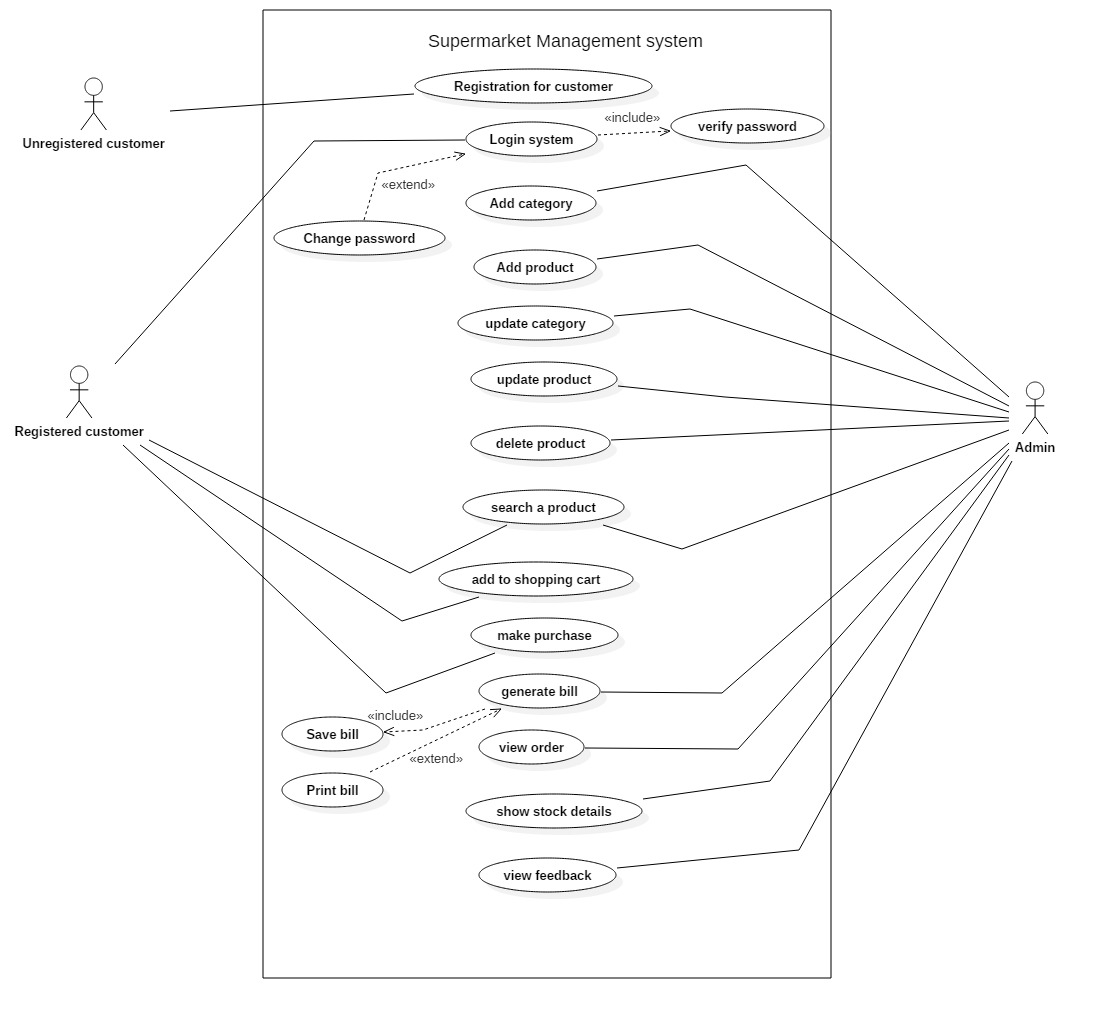 Supermarket Management system
Registration for customer
Unregistered customer
«include»
verify password
Login system
«extend»
Add category
Change password
Add product
update category
update product
Registered customer
delete product
Admin
search a product
add to shopping cart
make purchase
generate bill
«include»
Save bill
view order
«extend»
Print bill
show stock details
view feedback